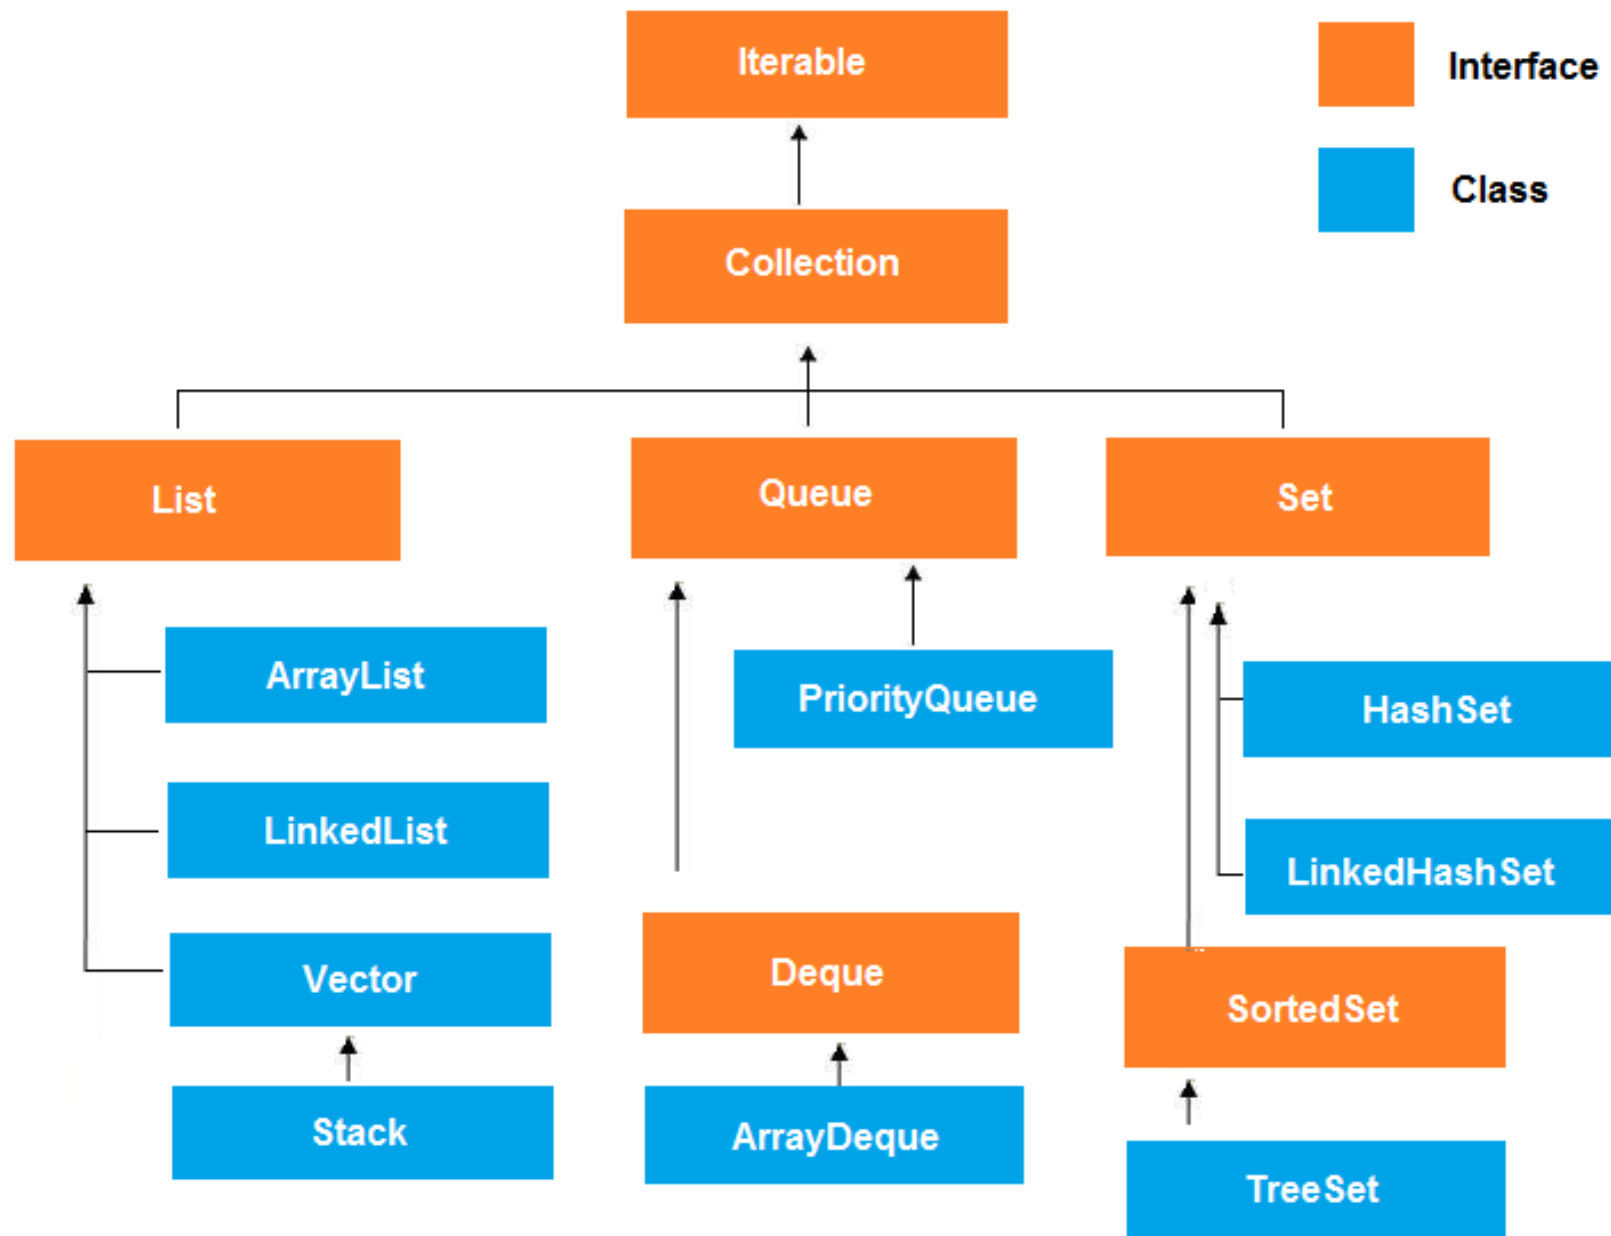 Iterable
Interface
Class
Collection
List
Queue
Set
ArrayList
PriorityQueue
HashSet
LinkedList
LinkedHashSet
Vector
Deque
SortedSet
Stack
ArrayDeque
TreeSet